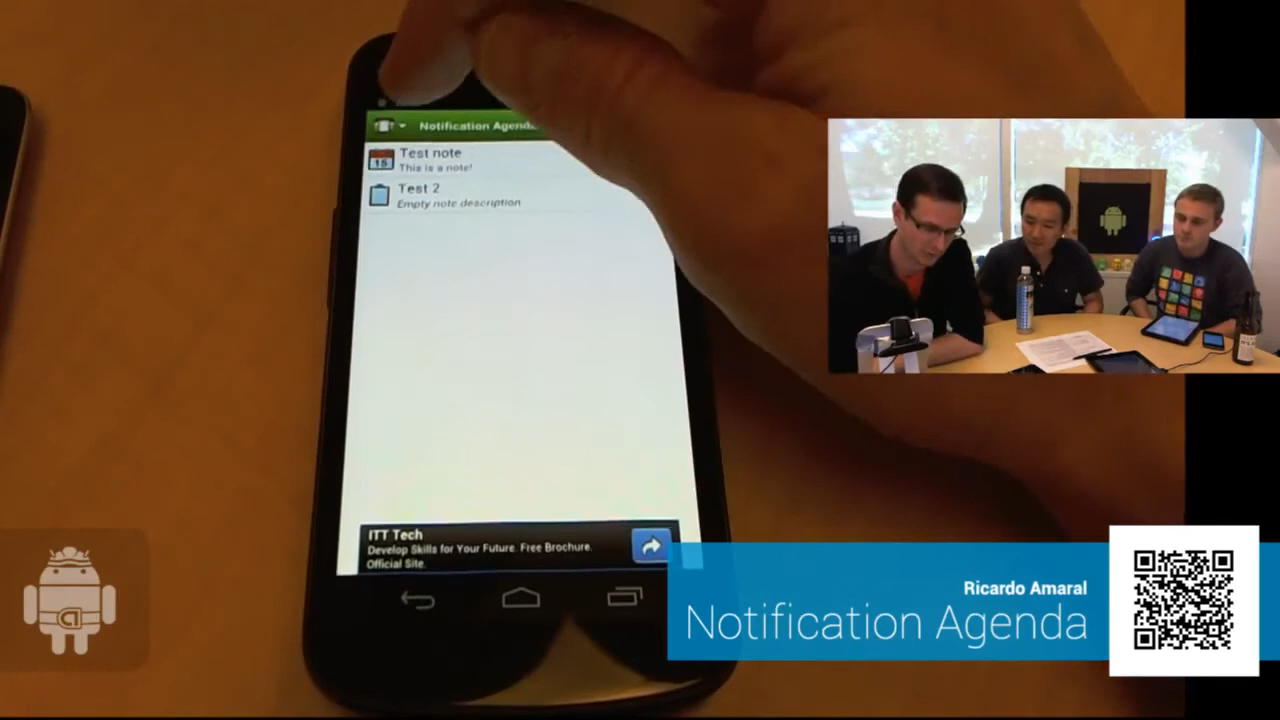 Notification Agenda
15
Test note
This is a note!
Test 2
Empty note description
ITT Tech
Develop Skills for Your Future. Free Brochure.
Official Site.
Ricardo Amaral
Notification Agenda